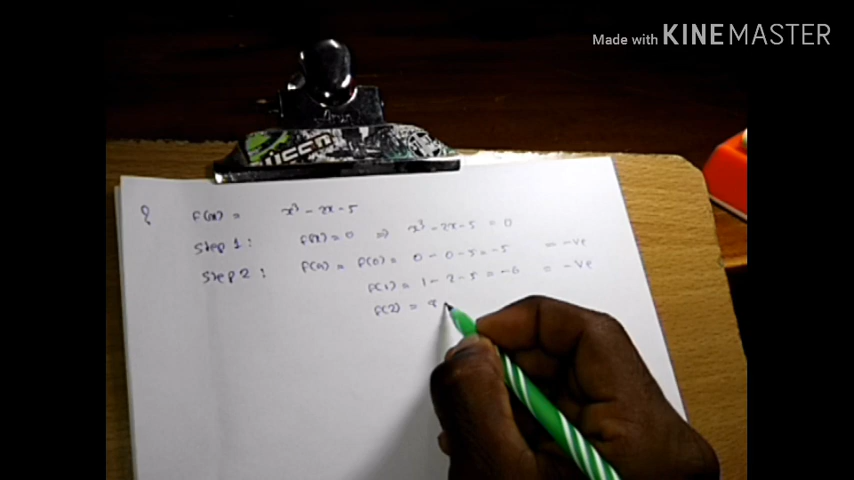 Made with KINEMASTER
Q f(x) = x³ - 2x - 5
Step 1: f(x) = 0 ⇒ x³ - 2x - 5 = 0
Step 2: f(a) = f(0) = 0 - 0 - 5 = -5 = -ve
f(1) = 1 - 2 - 5 = -6 = -ve
f(2) = 8